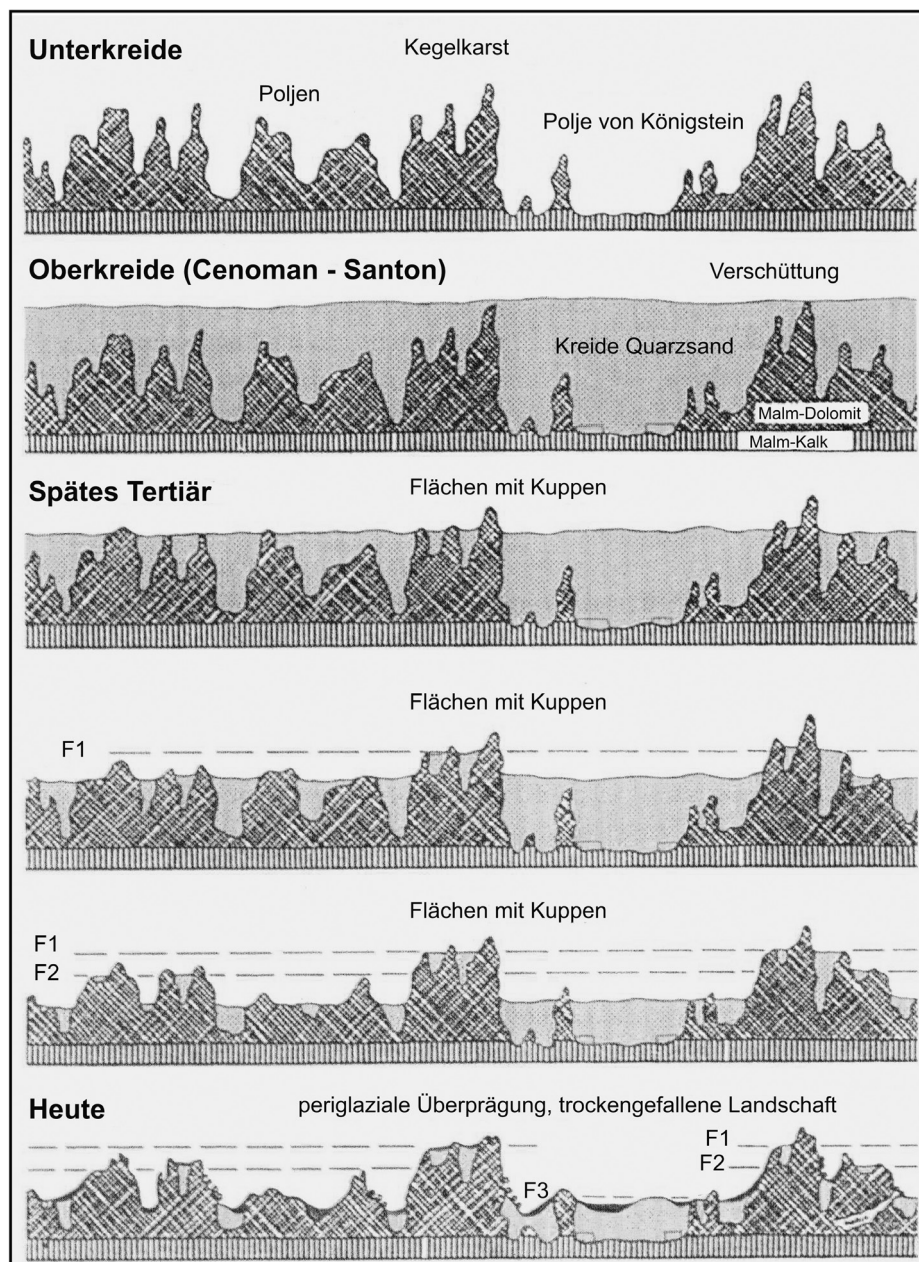 Unterkreide
Kegelkarst
Poljen
Polje von Königstein
Oberkreide (Cenoman - Santon)
Verschüttung
Kreide Quarzsand
Malm-Dolomit
Malm-Kalk
Spätes Tertiär
Flächen mit Kuppen
Flächen mit Kuppen
F1
Flächen mit Kuppen
F1
F2
Heute
periglaziale Überprägung, trockengefallene Landschaft
F1
F2
F3